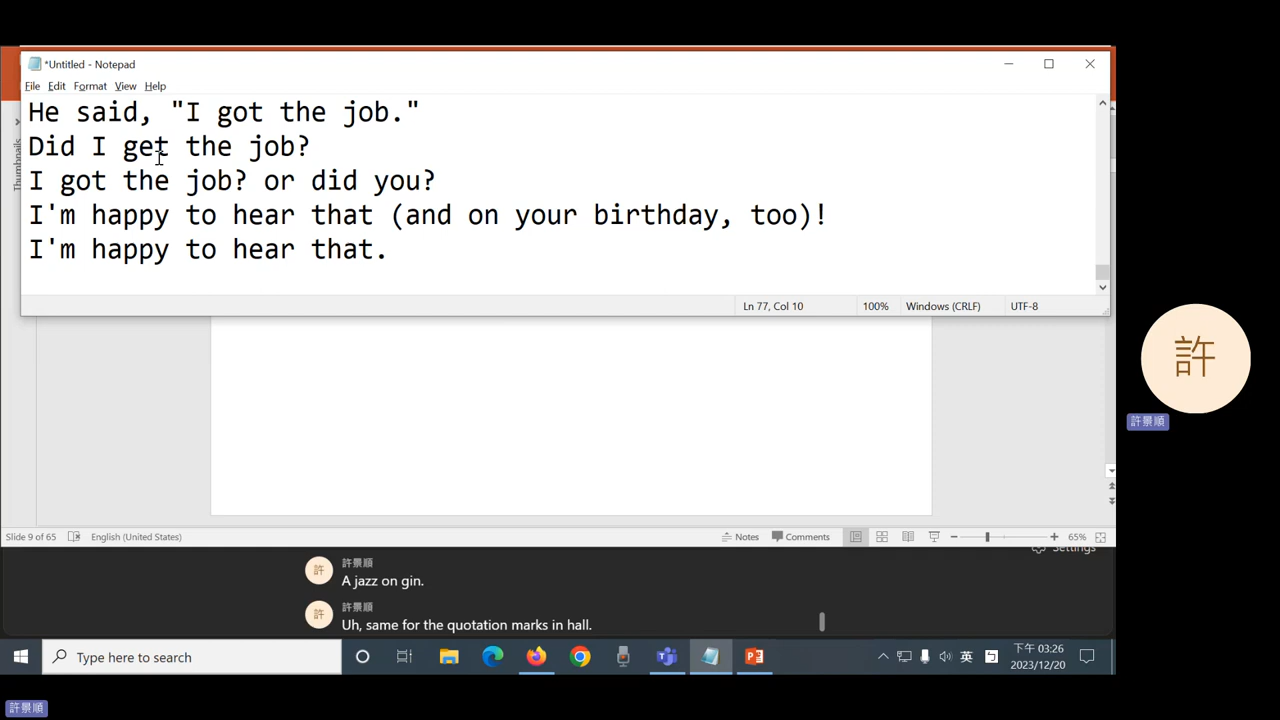 *Untitled - Notepad
File Edit Format View Help
He said, "I got the job."
Did I get the job?
I got the job? or did you?
I'm happy to hear that (and on your birthday, too)!
I'm happy to hear that.
Ln 77, Col 10 100% Windows (CRLF) UTF-8
Thumbnails
許
許景順
Slide 9 of 65 English (United States) Notes Comments 65%
Settings
許 許景順
A jazz on gin.
許 許景順
Uh, same for the quotation marks in hall.
Type here to search
英
下午 03:26
2023/12/20
許景順